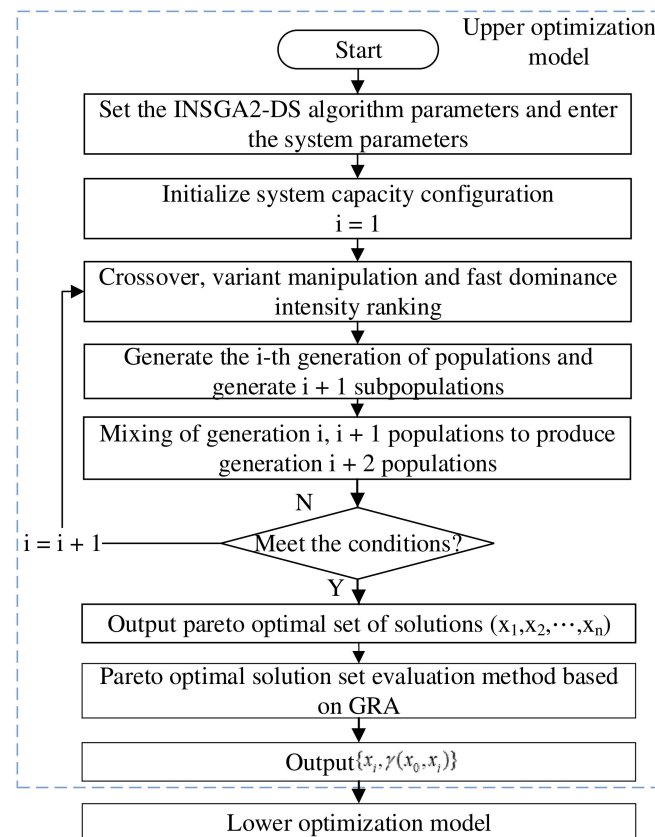 Upper optimization
model
Start
Set the INSGA2-DS algorithm parameters and enter
the system parameters
Initialize system capacity configuration
i = 1
Crossover, variant manipulation and fast dominance
intensity ranking
Generate the i-th generation of populations and
generate i + 1 subpopulations
Mixing of generation i, i + 1 populations to produce
generation i + 2 populations
N
i = i + 1
Meet the conditions?
Y
Output pareto optimal set of solutions (x₁,x₂,⋯,xₙ)
Pareto optimal solution set evaluation method based
on GRA
Output{xᵢ,γ(x₀,xᵢ)}
Lower optimization model